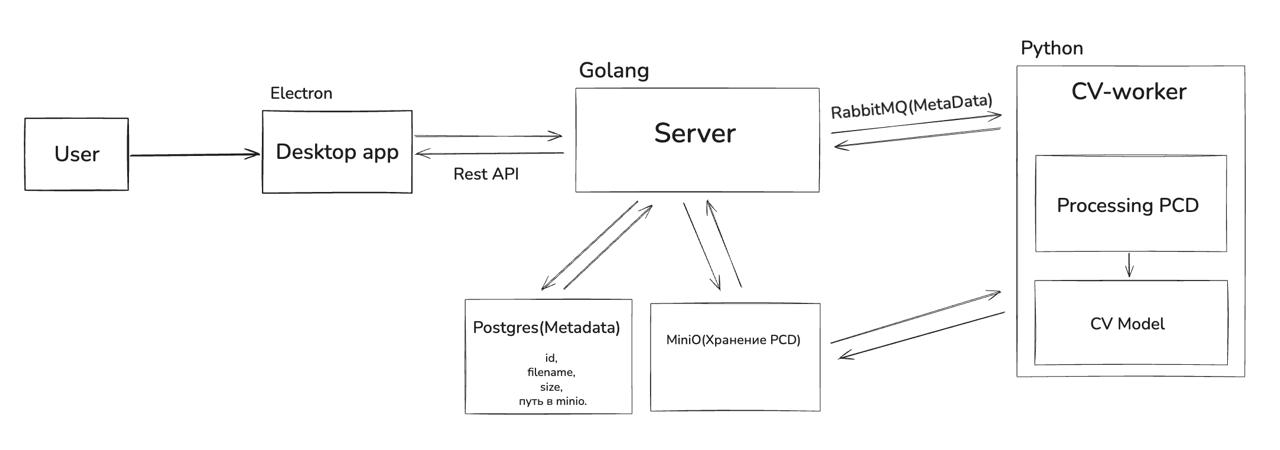 User
Electron
Desktop app
Rest API
Golang
Server
RabbitMQ(MetaData)
Python
CV-worker
Processing PCD
CV Model
Postgres(Metadata)
id,
filename,
size,
путь в minio.
MiniO(Хранение PCD)